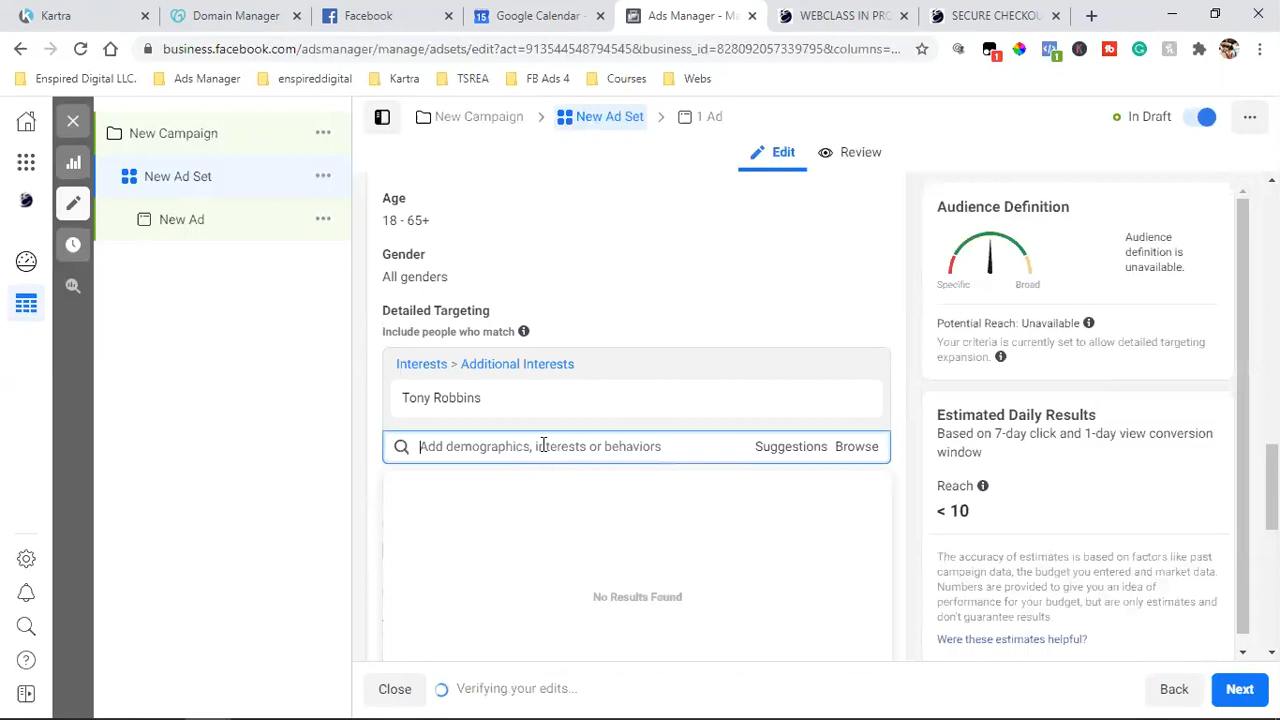 Kartra
Domain Manager
Facebook
Google Calendar
Ads Manager - M
WEBCLASS IN PRO
SECURE CHECKOU
business.facebook.com/adsmanager/manage/adsets/edit?act=913544548794545&business_id=828092057339795&columns=...
1
1
Enspired Digital LLC.
Ads Manager
enspireddigital
Kartra
TSREA
FB Ads 4
Courses
Webs
New Campaign
New Ad Set
New Ad
New Campaign
New Ad Set
1 Ad
In Draft
Edit
Review
Age
18 - 65+
Gender
All genders
Detailed Targeting
Include people who match
Interests > Additional Interests
Tony Robbins
Add demographics, interests or behaviors
Suggestions
Browse
No Results Found
Audience Definition
Specific
Broad
Audience
definition is
unavailable.
Potential Reach: Unavailable
Your criteria is currently set to allow detailed targeting
expansion.
Estimated Daily Results
Based on 7-day click and 1-day view conversion
window
Reach
< 10
The accuracy of estimates is based on factors like past
campaign data, the budget you entered and market data.
Numbers are provided to give you an idea of
performance for your budget, but are only estimates and
don't guarantee results.
Were these estimates helpful?
Close
Verifying your edits...
Back
Next